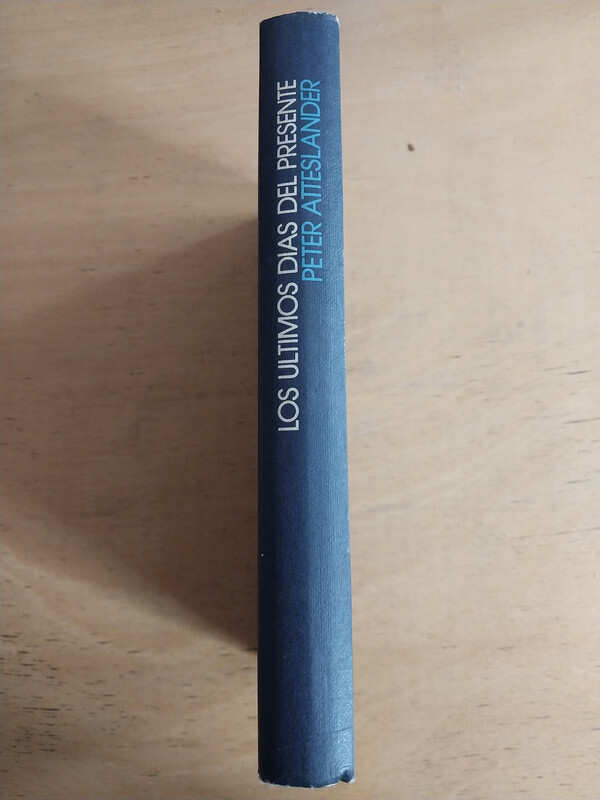 LOS ULTIMOS DIAS DEL PRESENTE
PETER ATTESLANDER